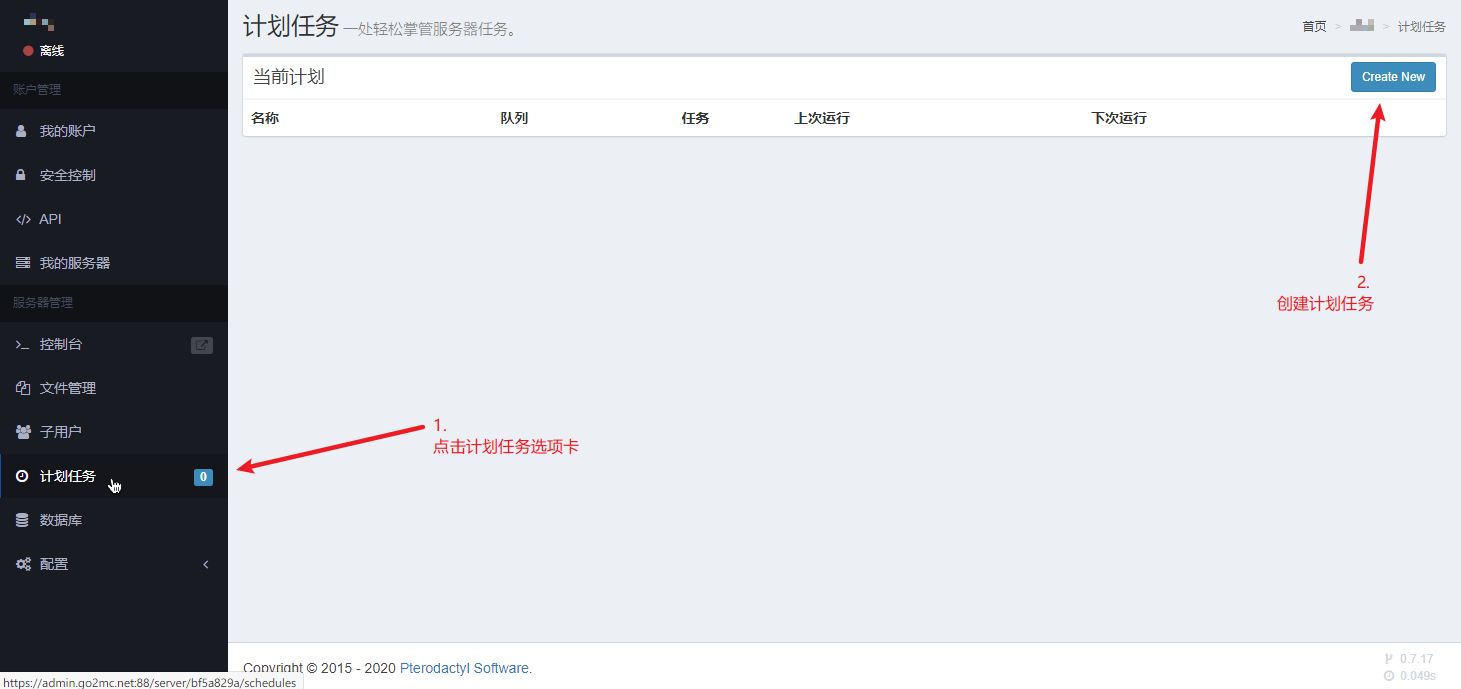 离线
账户管理
我的账户
安全控制
API
我的服务器
服务器管理
控制台
文件管理
子用户
计划任务 0
数据库
配置
计划任务 一处轻松掌管服务器任务。
首页 > > 计划任务
当前计划
Create New
名称 队列 任务 上次运行 下次运行
2.
创建计划任务
1.
点击计划任务选项卡
Copyright © 2015 - 2020 Pterodactyl Software.
0.7.17
0.049s
https://admin.go2mc.net:88/server/bf5a829a/schedules